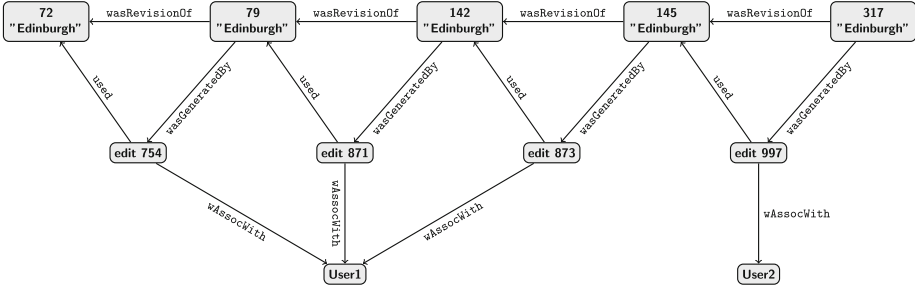 72
"Edinburgh"
wasRevisionOf
79
"Edinburgh"
wasRevisionOf
142
"Edinburgh"
wasRevisionOf
145
"Edinburgh"
wasRevisionOf
317
"Edinburgh"
used
wasGeneratedBy
used
wasGeneratedBy
used
wasGeneratedBy
used
wasGeneratedBy
edit 754
edit 871
edit 873
edit 997
wAssocWith
wAssocWith
wAssocWith
wAssocWith
User1
User2